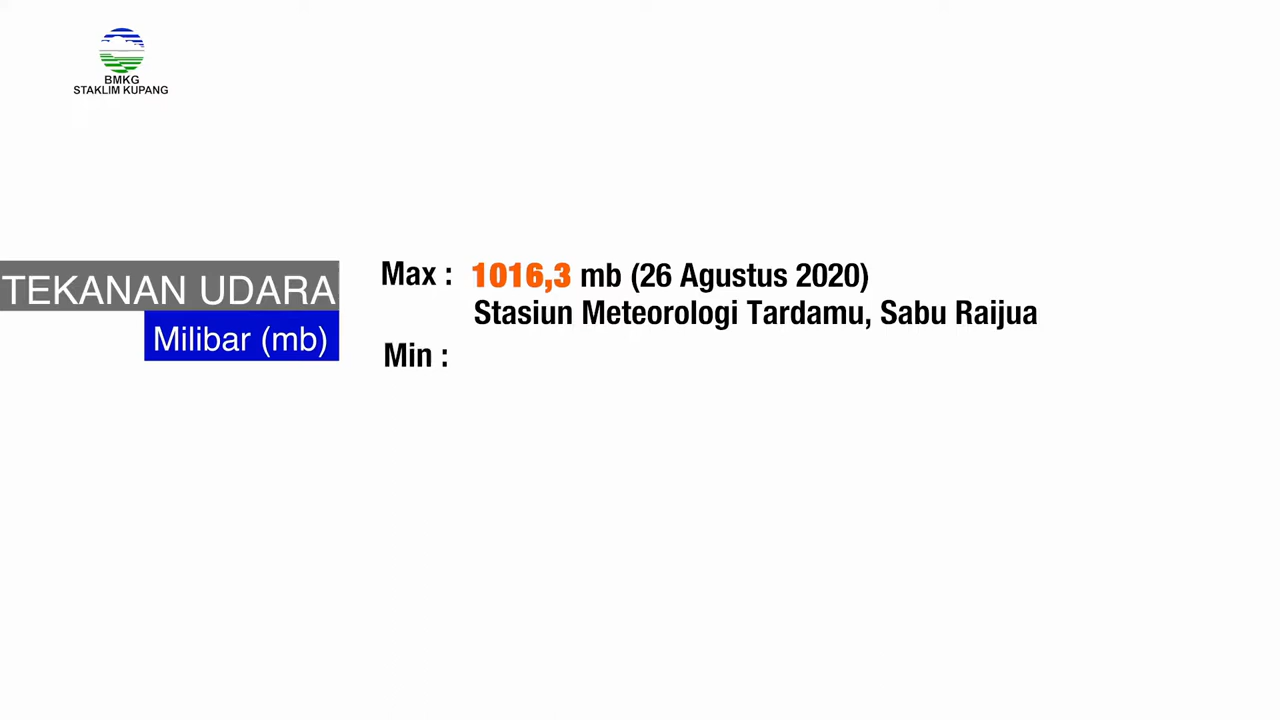 BMKG
STAKLIM KUPANG
TEKANAN UDARA
Milibar (mb)
Max : 1016,3 mb (26 Agustus 2020)
Stasiun Meteorologi Tardamu, Sabu Raijua
Min :